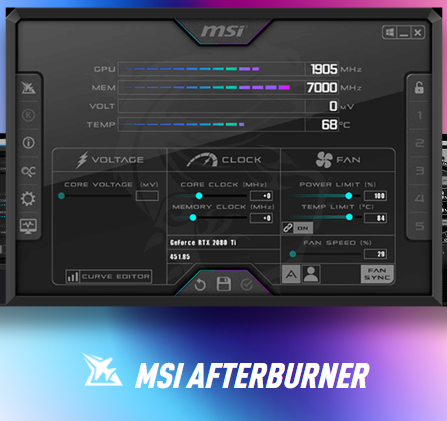 msi
GPU 1905 MHz
MEM 7000 MHz
VOLT 0 MV
TEMP 68 °C
1
2
3
4
5
VOLTAGE CLOCK FAN
CORE VOLTAGE (MV) CORE CLOCK (MHz) POWER LIMIT (%)
+0 100
MEMORY CLOCK (MHz) TEMP LIMIT (°C)
+0 84
ON
GeForce RTX 2080 Ti FAN SPEED (%)
451.85 29
CURVE EDITOR A FAN SYNC
MSI AFTERBURNER